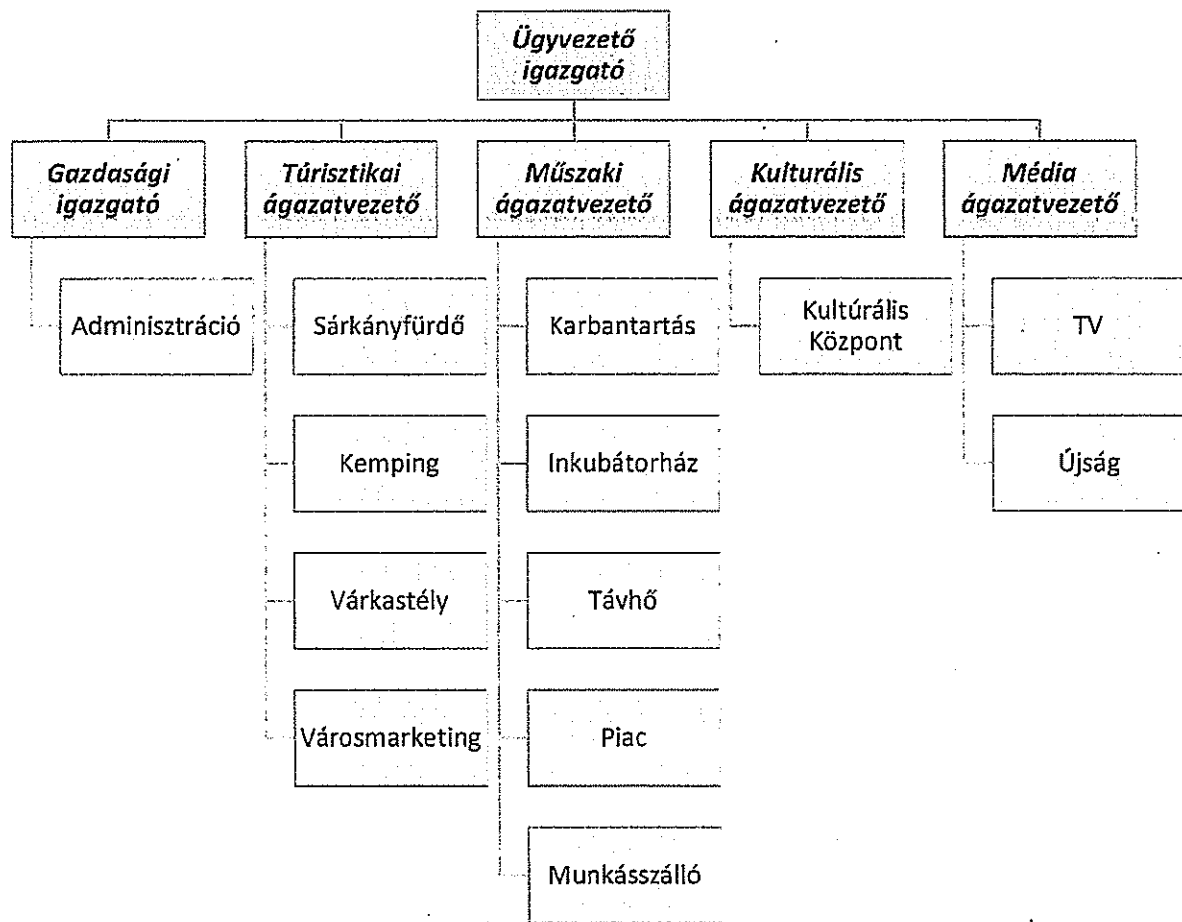 Ügyvezető
igazgató
Gazdasági
igazgató
Túrisztikai
ágazatvezető
Műszaki
ágazatvezető
Kulturális
ágazatvezető
Média
ágazatvezető
Adminisztráció
Sárkányfürdő
Kemping
Várkastély
Városmarketing
Karbantartás
Inkubátorház
Távhő
Piac
Munkásszálló
Kultúrális
Központ
TV
Újság